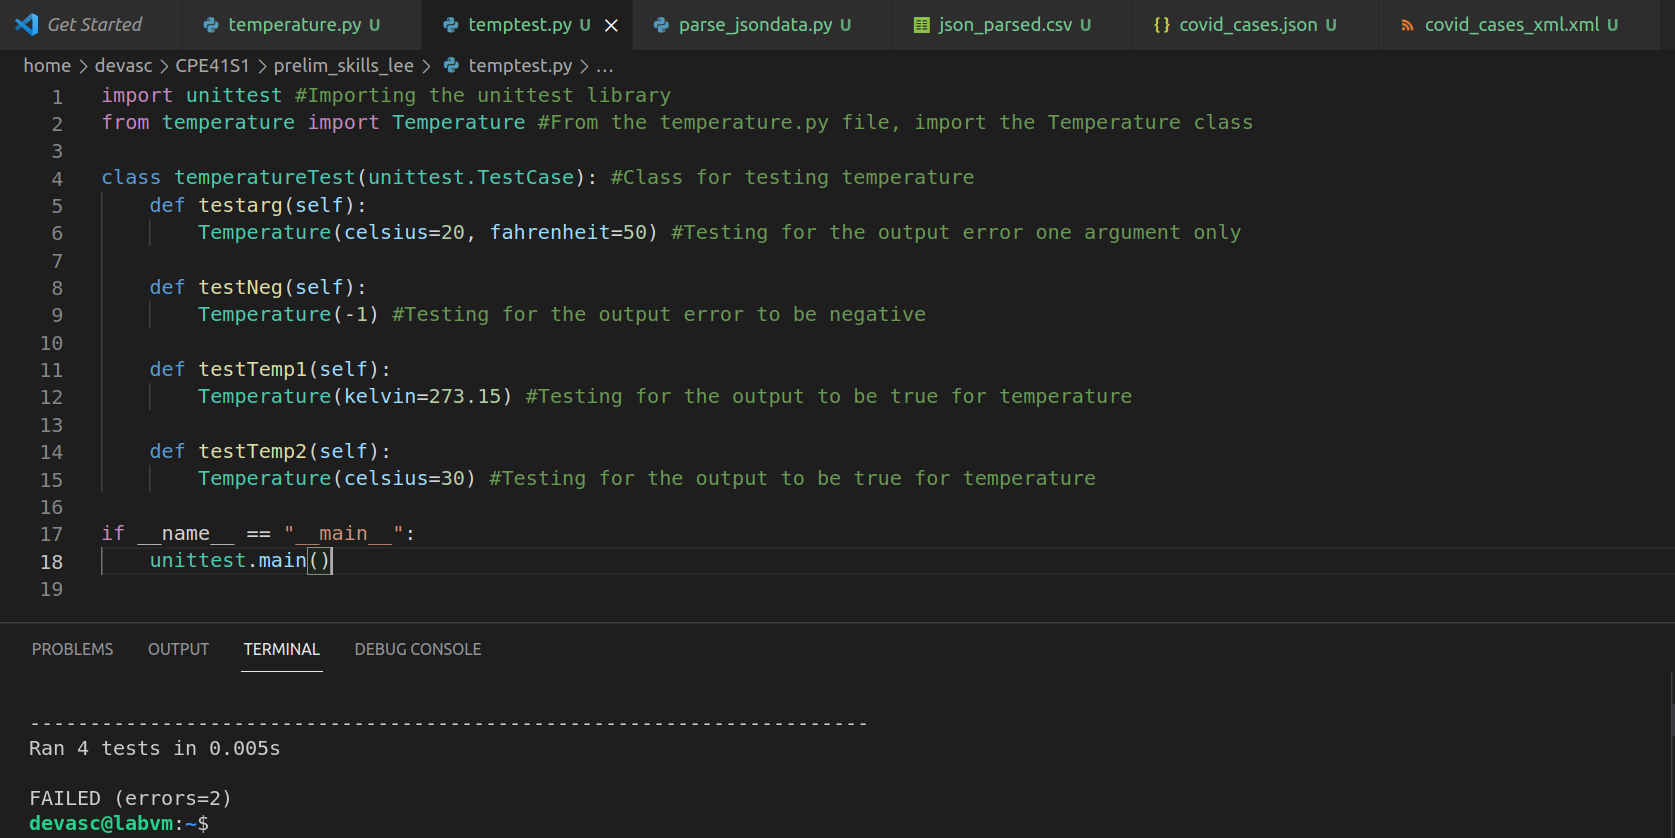 Get Started temperature.py U temptest.py U parse_jsondata.py U json_parsed.csv U {} covid_cases.json U covid_cases_xml.xml U
home > devasc > CPE41S1 > prelim_skills_lee > temptest.py > ...
1 import unittest #Importing the unittest library
2 from temperature import Temperature #From the temperature.py file, import the Temperature class
3
4 class temperatureTest(unittest.TestCase): #Class for testing temperature
5     def testarg(self):
6         Temperature(celsius=20, fahrenheit=50) #Testing for the output error one argument only
7
8     def testNeg(self):
9         Temperature(-1) #Testing for the output error to be negative
10
11     def testTemp1(self):
12         Temperature(kelvin=273.15) #Testing for the output to be true for temperature
13
14     def testTemp2(self):
15         Temperature(celsius=30) #Testing for the output to be true for temperature
16
17 if __name__ == "__main__":
18     unittest.main()
19
PROBLEMS OUTPUT TERMINAL DEBUG CONSOLE
----------------------------------------------------------------------
Ran 4 tests in 0.005s
FAILED (errors=2)
devasc@labvm:~$